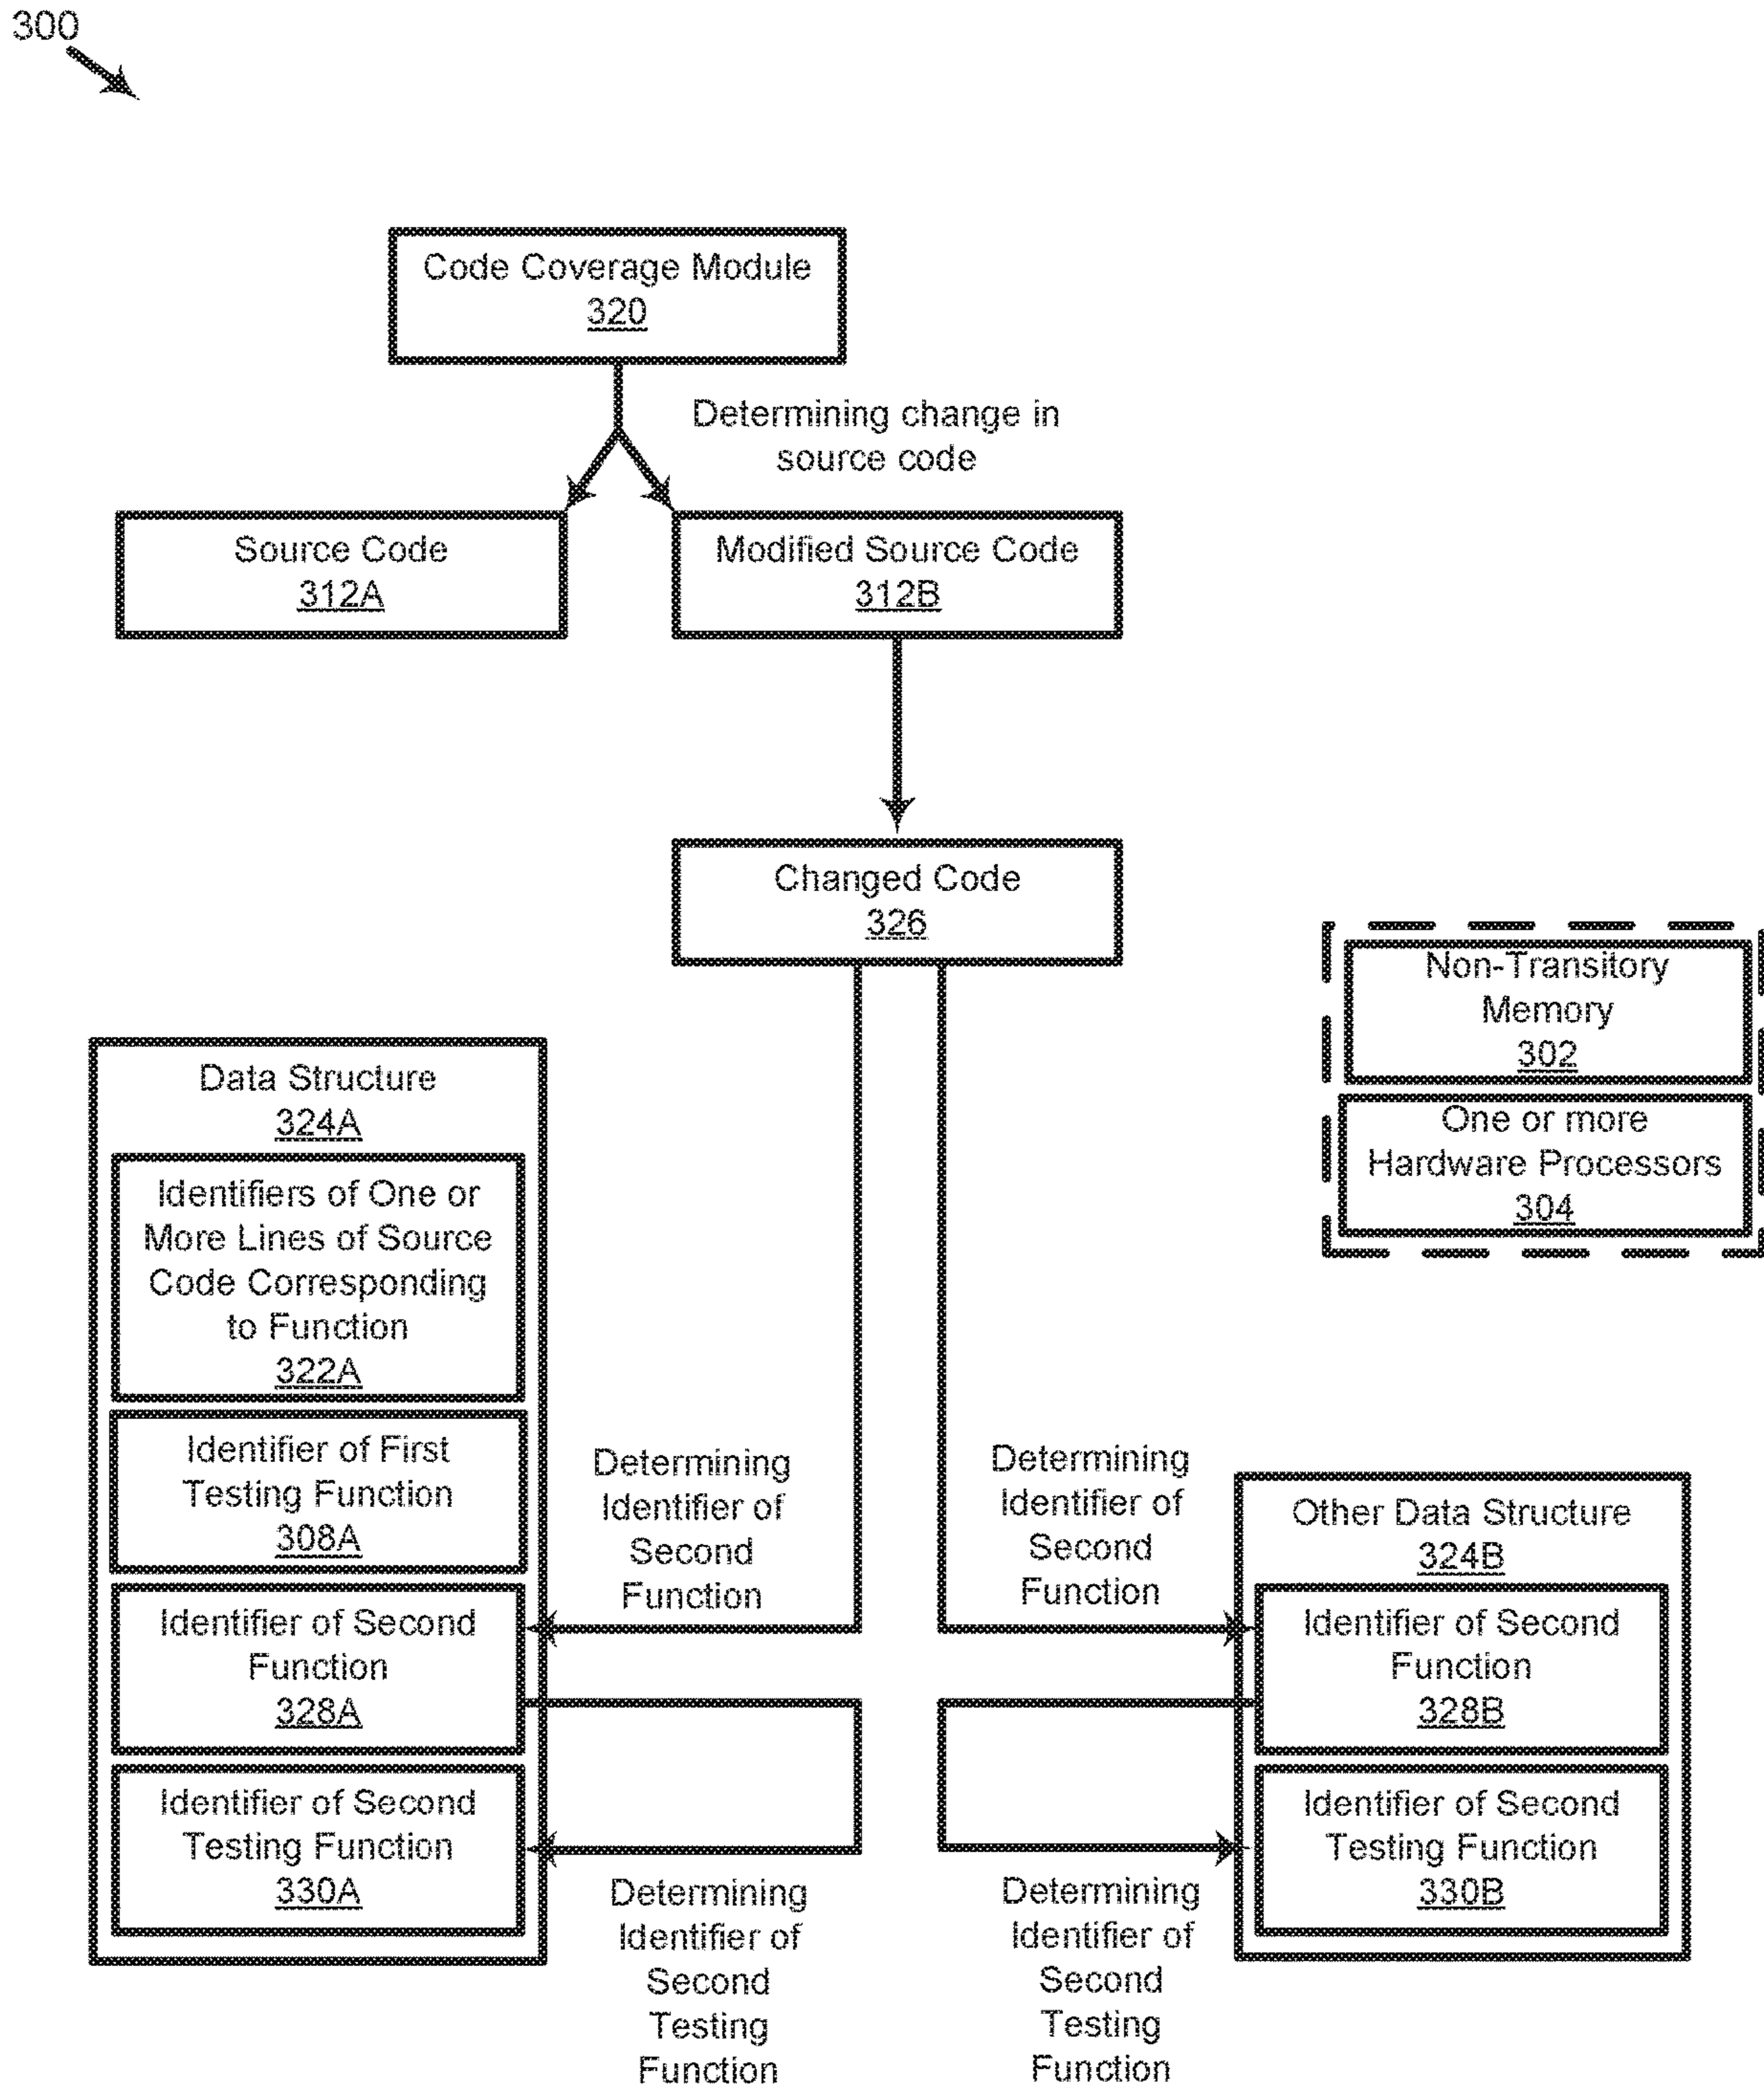 300
Code Coverage Module
320
Determining change in
source code
Source Code
312A
Modified Source Code
312B
Changed Code
326
Non-Transitory
Memory
302
One or more
Hardware Processors
304
Data Structure
324A
Identifiers of One or
More Lines of Source
Code Corresponding
to Function
322A
Identifier of First
Testing Function
308A
Identifier of Second
Function
328A
Identifier of Second
Testing Function
330A
Determining
Identifier of
Second
Function
Determining
Identifier of
Second
Testing
Function
Determining
Identifier of
Second
Function
Determining
Identifier of
Second
Testing
Function
Other Data Structure
324B
Identifier of Second
Function
328B
Identifier of Second
Testing Function
330B